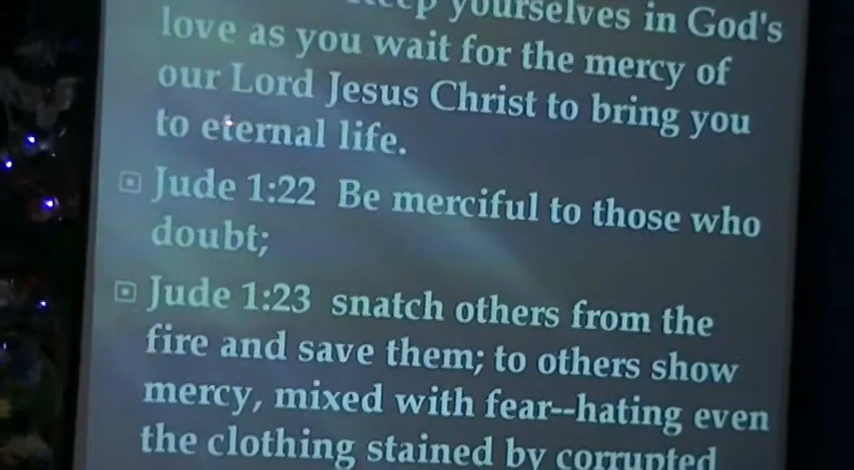 yourselves in God's
love as you wait for the mercy of
our Lord Jesus Christ to bring you
to eternal life.
Jude 1:22 Be merciful to those who
doubt;
Jude 1:23 snatch others from the
fire and save them; to others show
mercy, mixed with fear--hating even
the clothing stained by corrupted